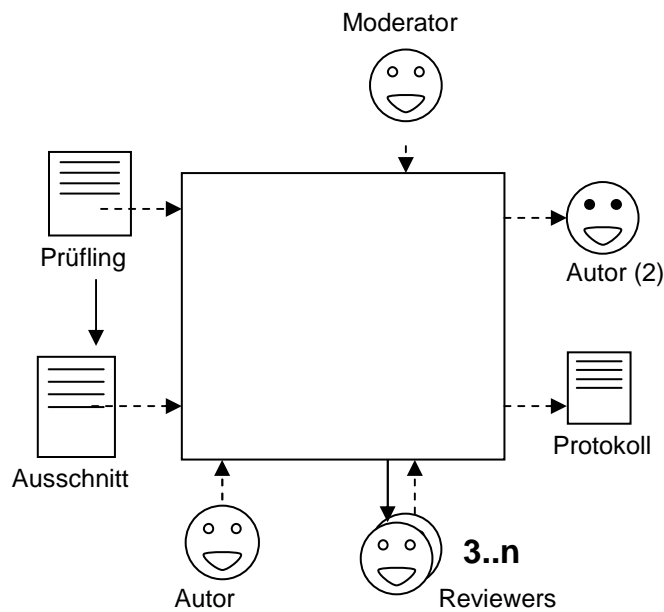 Moderator
Prüfling
Autor (2)
Ausschnitt
Protokoll
Autor
3..n
Reviewers